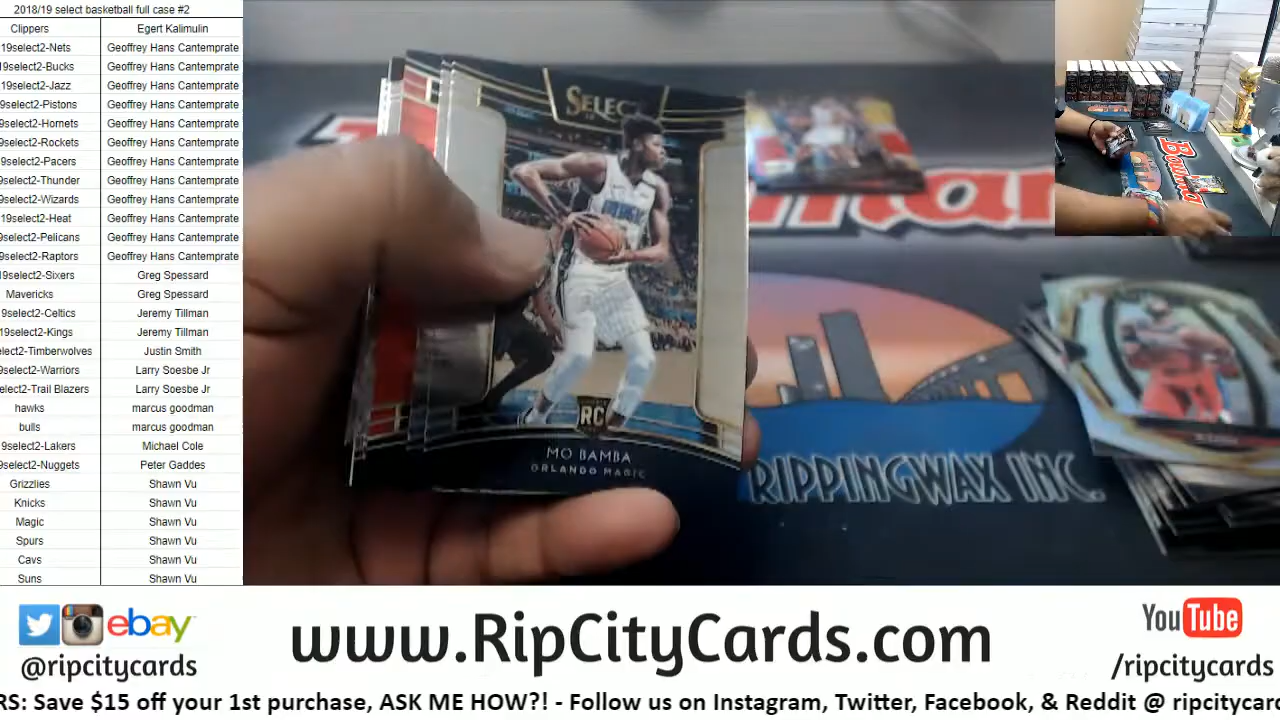 2018/19 select basketball full case #2
Clippers Egert Kalimulin
19select2-Nets Geoffrey Hans Cantemprate
19select2-Bucks Geoffrey Hans Cantemprate
19select2-Jazz Geoffrey Hans Cantemprate
9select2-Pistons Geoffrey Hans Cantemprate
9select2-Hornets Geoffrey Hans Cantemprate
9select2-Rockets Geoffrey Hans Cantemprate
9select2-Pacers Geoffrey Hans Cantemprate
9select2-Thunder Geoffrey Hans Cantemprate
9select2-Wizards Geoffrey Hans Cantemprate
19select2-Heat Geoffrey Hans Cantemprate
9select2-Pelicans Geoffrey Hans Cantemprate
9select2-Raptors Geoffrey Hans Cantemprate
19select2-Sixers Greg Spessard
Mavericks Greg Spessard
9select2-Celtics Jeremy Tillman
19select2-Kings Jeremy Tillman
elect2-Timberwolves Justin Smith
9select2-Warriors Larry Soesbe Jr
select2-Trail Blazers Larry Soesbe Jr
hawks marcus goodman
bulls marcus goodman
9select2-Lakers Michael Cole
9select2-Nuggets Peter Gaddes
Grizzlies Shawn Vu
Knicks Shawn Vu
Magic Shawn Vu
Spurs Shawn Vu
Cavs Shawn Vu
Suns Shawn Vu
SELECT
RC
MO BAMBA
ORLANDO MAGIC
RIPPINGWAX INC.
Bowma
ebay
@ripcitycards
www.RipCityCards.com
YouTube
/ripcitycards
RS: Save $15 off your 1st purchase, ASK ME HOW?! - Follow us on Instagram, Twitter, Facebook, & Reddit @ ripcitycard